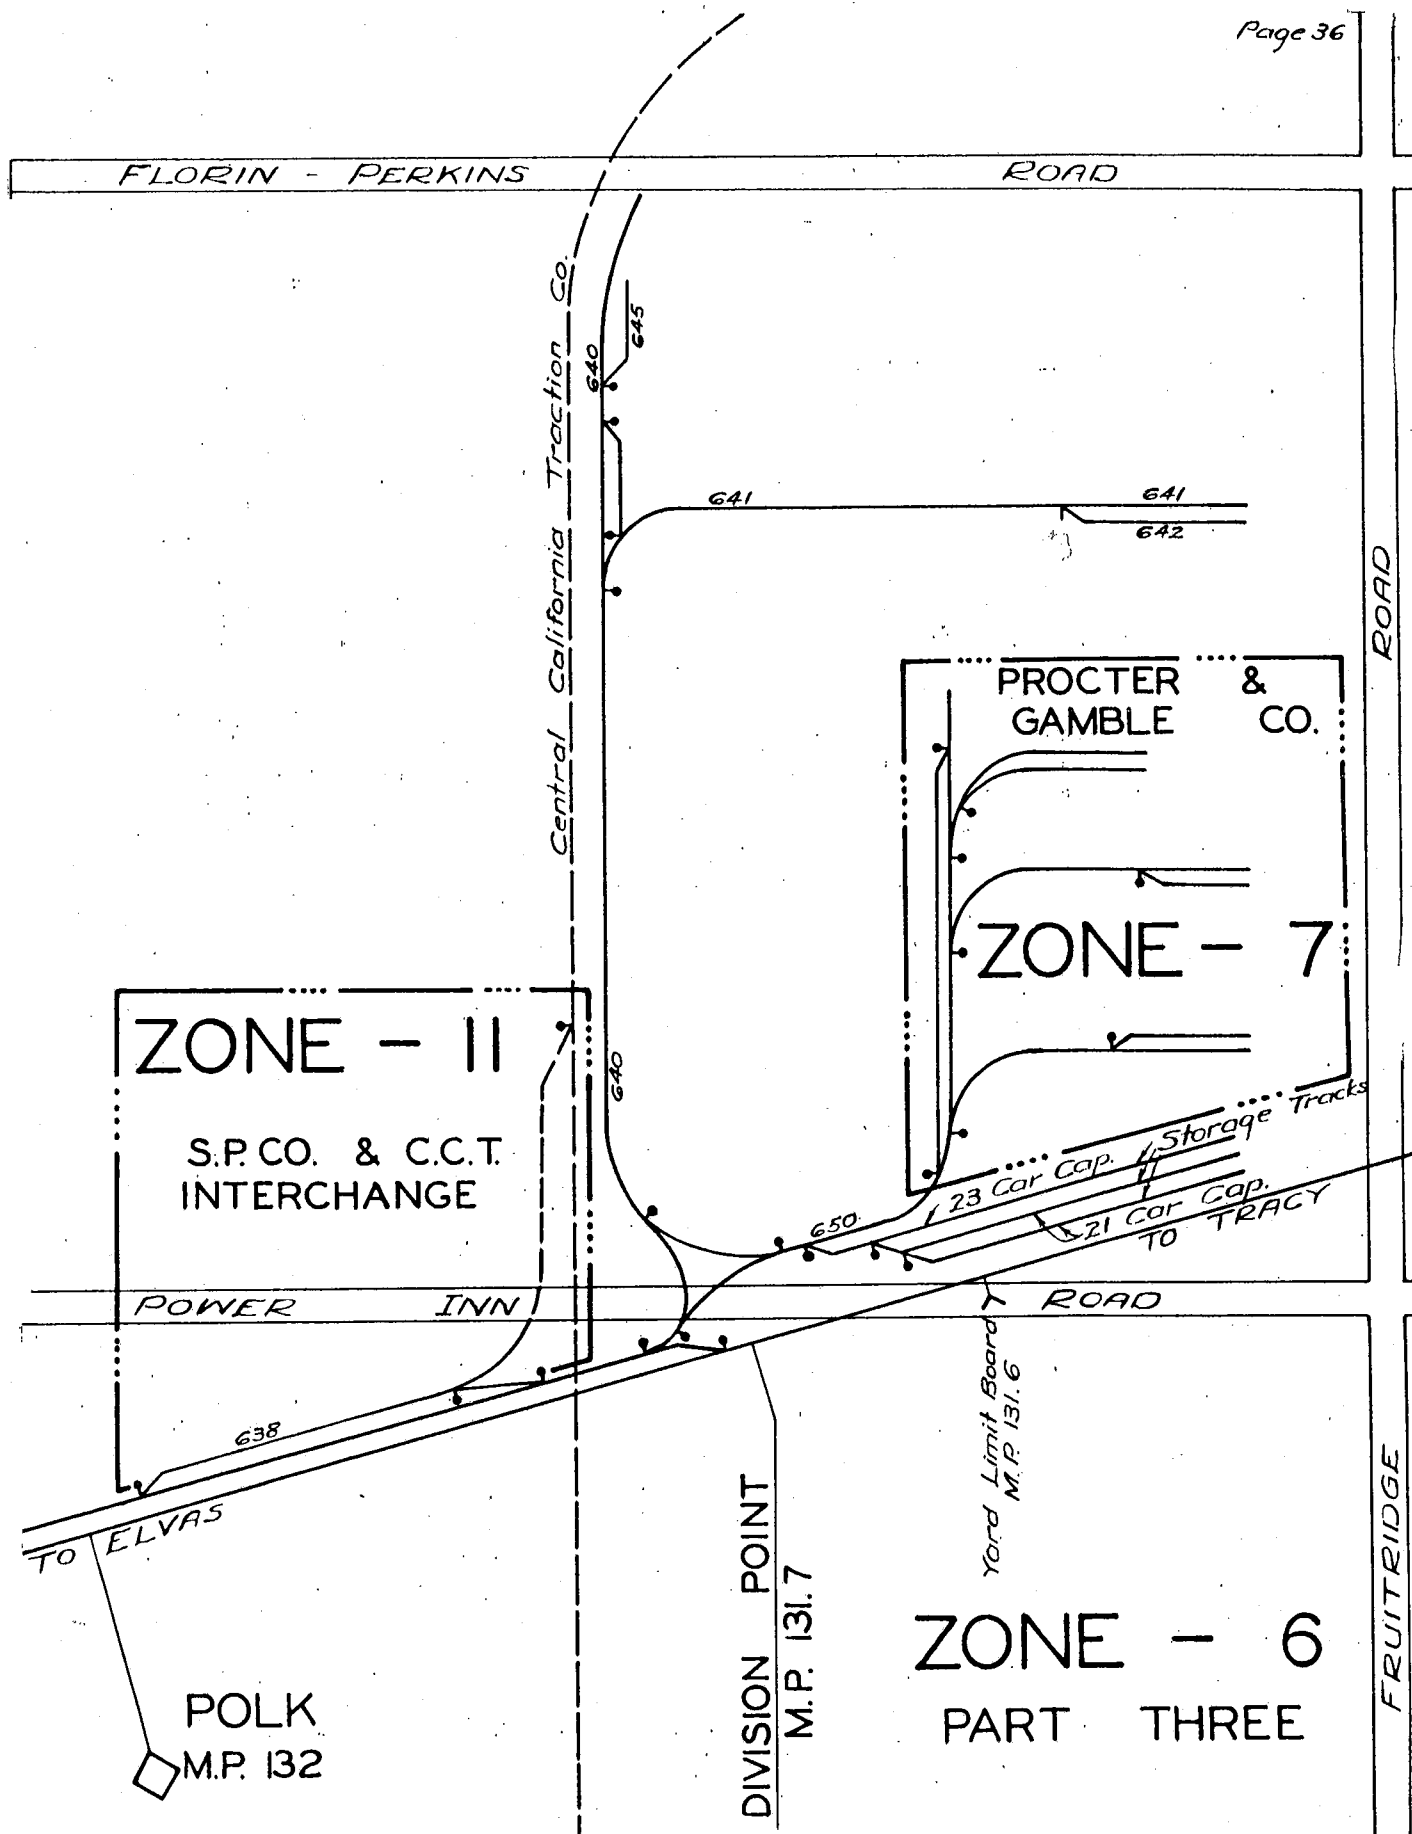 Page 36
FLORIN - PERKINS ROAD
Central California Traction Co.
645
640
641
641
642
ROAD
PROCTER &
GAMBLE CO.
ZONE - 7
ZONE - 11
S.P. CO. & C.C.T.
INTERCHANGE
640
Storage Tracks
23 Car Cap.
650
21 Car Cap.
TO TRACY
POWER INN ROAD
Yard Limit Board
M.P. 131.6
638
TO ELVAS
DIVISION POINT
M.P. 131.7
FRUITRIDGE
ZONE - 6
PART THREE
POLK
M.P. 132